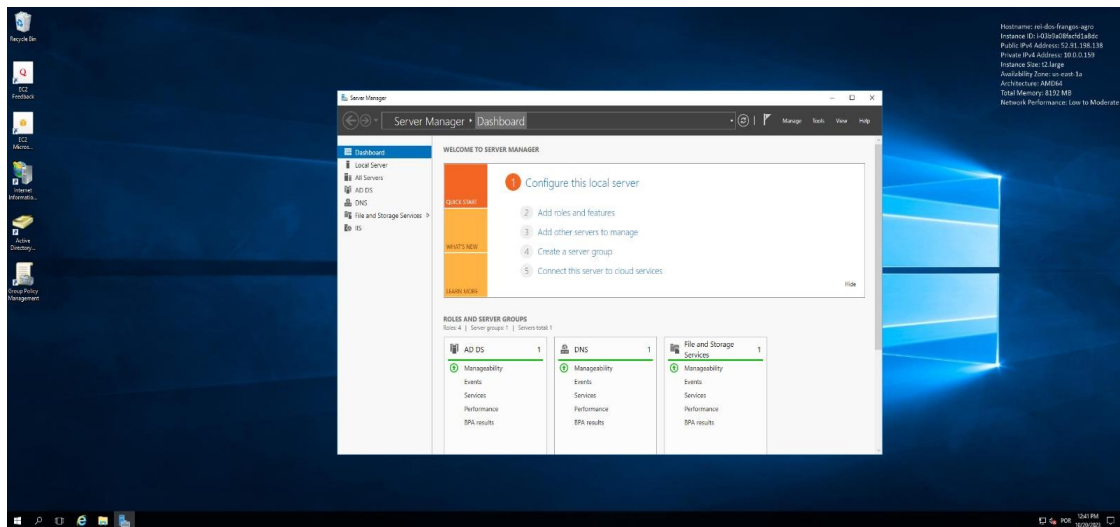 Recycle Bin
EC2
Feedback
EC2
Micros...
Internet
Informatio...
Active
Directory...
Group Policy
Management
Hostname: rei-dos-frangos-agro
Instance ID: i-03b9a08facfd1a8dc
Public IPv4 Address: 52.91.198.138
Private IPv4 Address: 10.0.0.159
Instance Size: t2.large
Availability Zone: us-east-1a
Architecture: AMD64
Total Memory: 8192 MB
Network Performance: Low to Moderate
Server Manager
Server Manager • Dashboard
Manage Tools View Help
Dashboard
Local Server
All Servers
AD DS
DNS
File and Storage Services
IIS
WELCOME TO SERVER MANAGER
QUICK START
WHAT'S NEW
LEARN MORE
1 Configure this local server
2 Add roles and features
3 Add other servers to manage
4 Create a server group
5 Connect this server to cloud services
Hide
ROLES AND SERVER GROUPS
Roles: 4 | Server groups: 1 | Servers total: 1
AD DS 1
Manageability
Events
Services
Performance
BPA results
DNS 1
Manageability
Events
Services
Performance
BPA results
File and Storage
Services 1
Manageability
Events
Services
Performance
BPA results
POR
12:41 PM